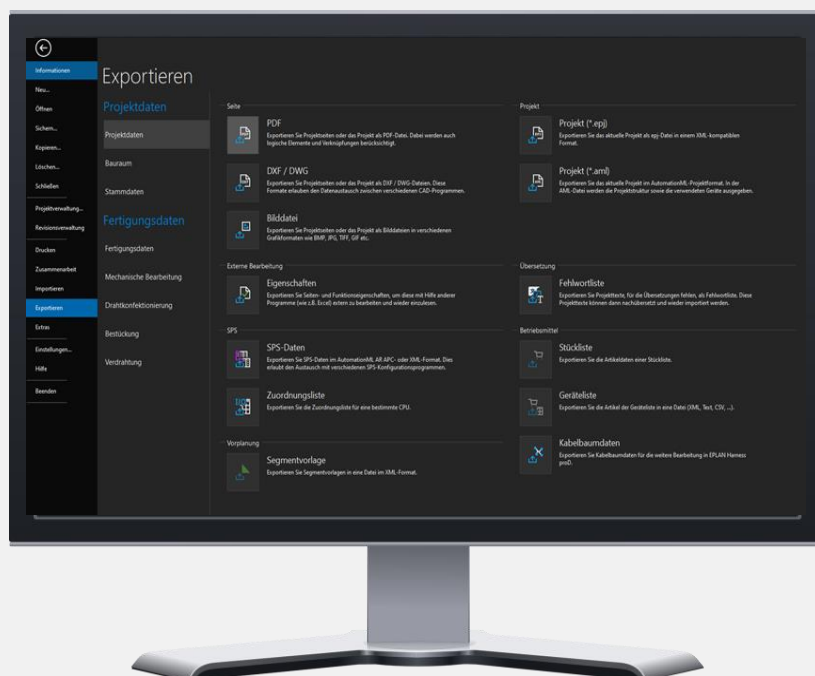 Exportieren
Informationen
Neu...
Öffnen
Sichern...
Kopieren...
Löschen...
Schließen
Projektverwaltung...
Revisionsverwaltung
Drucken
Zusammenarbeit
Importieren
Exportieren
Extras
Einstellungen...
Hilfe
Beenden
Projektdaten
Projektdaten
Bauraum
Stammdaten
Fertigungsdaten
Fertigungsdaten
Mechanische Bearbeitung
Drahtkonfektionierung
Bestückung
Verdrahtung
Seite
PDF
Exportieren Sie Projektseiten oder das Projekt als PDF-Datei. Dabei werden auch
logische Elemente und Verknüpfungen berücksichtigt.
DXF / DWG
Exportieren Sie Projektseiten oder das Projekt als DXF / DWG-Dateien. Diese
Formate erlauben den Datenaustausch zwischen verschiedenen CAD-Programmen.
Bilddatei
Exportieren Sie Projektseiten oder das Projekt als Bilddateien in verschiedenen
Grafikformaten wie BMP, JPG, TIFF, GIF etc.
Externe Bearbeitung
Eigenschaften
Exportieren Sie Seiten- und Funktionseigenschaften, um diese mit Hilfe anderer
Programme (wie z.B. Excel) extern zu bearbeiten und wieder einzulesen.
SPS
SPS-Daten
Exportieren Sie SPS-Daten im AutomationML AR APC- oder XML-Format. Dies
erlaubt den Austausch mit verschiedenen SPS-Konfigurationsprogrammen.
Zuordnungsliste
Exportieren Sie die Zuordnungsliste für eine bestimmte CPU.
Vorplanung
Segmentvorlage
Exportieren Sie Segmentvorlagen in eine Datei im XML-Format.
Projekt
Projekt (*.epj)
Exportieren Sie das aktuelle Projekt als epj-Datei in einem XML-kompatiblen
Format.
Projekt (*.aml)
Exportieren Sie das aktuelle Projekt im AutomationML-Projektformat. In der
AML-Datei werden die Projektstruktur sowie die verwendeten Geräte ausgegeben.
Übersetzung
Fehlwortliste
Exportieren Sie Projekttexte, für die Übersetzungen fehlen, als Fehlwortliste. Diese
Projekttexte können dann nachübersetzt und wieder importiert werden.
Betriebsmittel
Stückliste
Exportieren Sie die Artikeldaten einer Stückliste.
Geräteliste
Exportieren Sie die Artikel der Geräteliste in eine Datei (XML, Text, CSV, ...).
Kabelbaumdaten
Exportieren Sie Kabelbaumdaten für die weitere Bearbeitung in EPLAN Harness
proD.